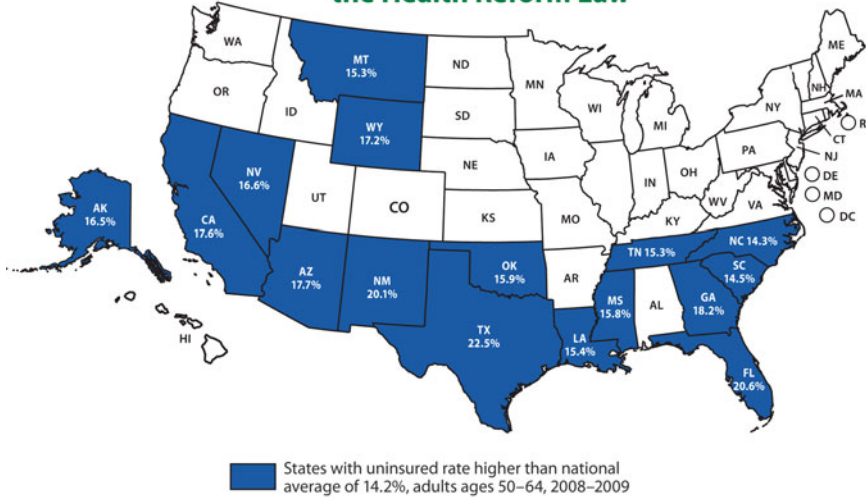 the Health Reform Law
WA
MT
15.3%
ND
MN
ME
OR
ID
WY
17.2%
SD
WI
MI
NY
NH
MA
R
CT
NJ
NV
16.6%
NE
IA
PA
DE
MD
DC
AK
16.5%
CA
17.6%
UT
CO
KS
MO
IN
OH
WV
VA
KY
AZ
17.7%
NM
20.1%
OK
15.9%
AR
TN 15.3%
NC 14.3%
SC
14.5%
TX
22.5%
LA
15.4%
MS
15.8%
AL
GA
18.2%
FL
20.6%
HI
States with uninsured rate higher than national
average of 14.2%, adults ages 50–64, 2008–2009